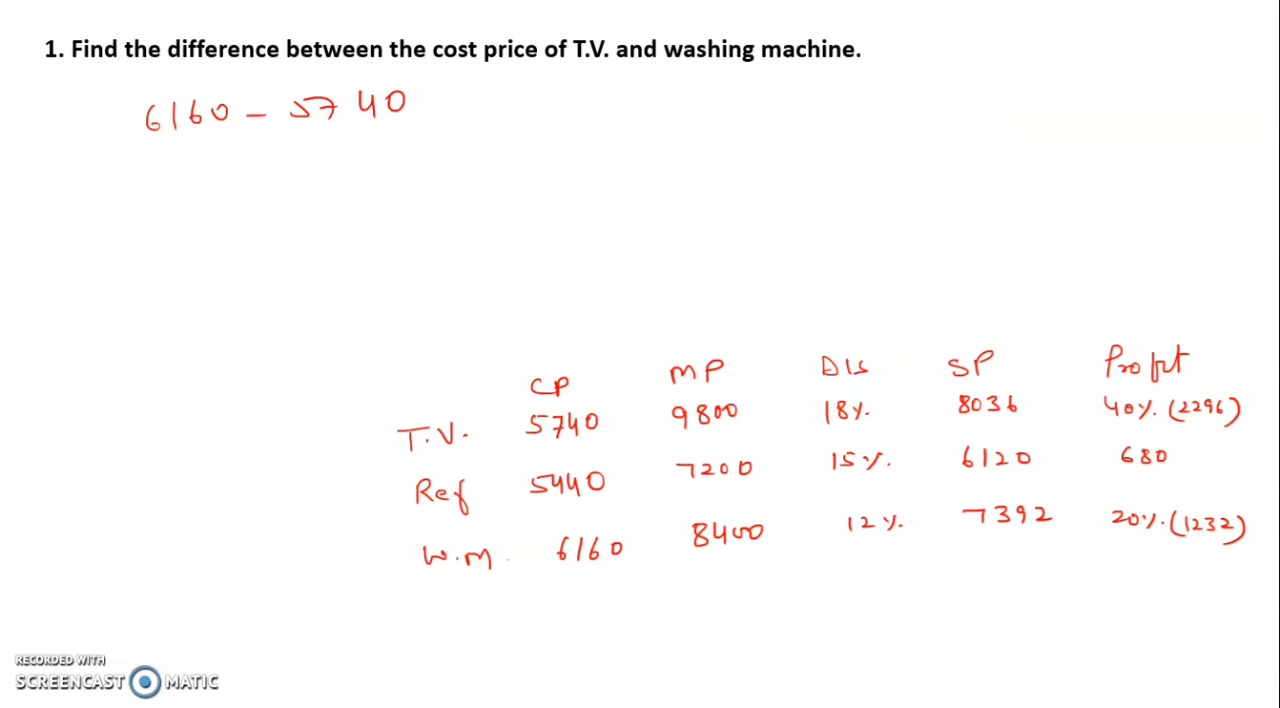 1. Find the difference between the cost price of T.V. and washing machine.
6160 - 5740
CP MP Dis SP Profit
T.V. 5740 9800 18%. 8036 40%. (2296)
Ref 5440 7200 15%. 6120 680
W.M. 6160 8400 12%. 7392 20%. (1232)
RECORDED WITH
SCREENCAST MATIC